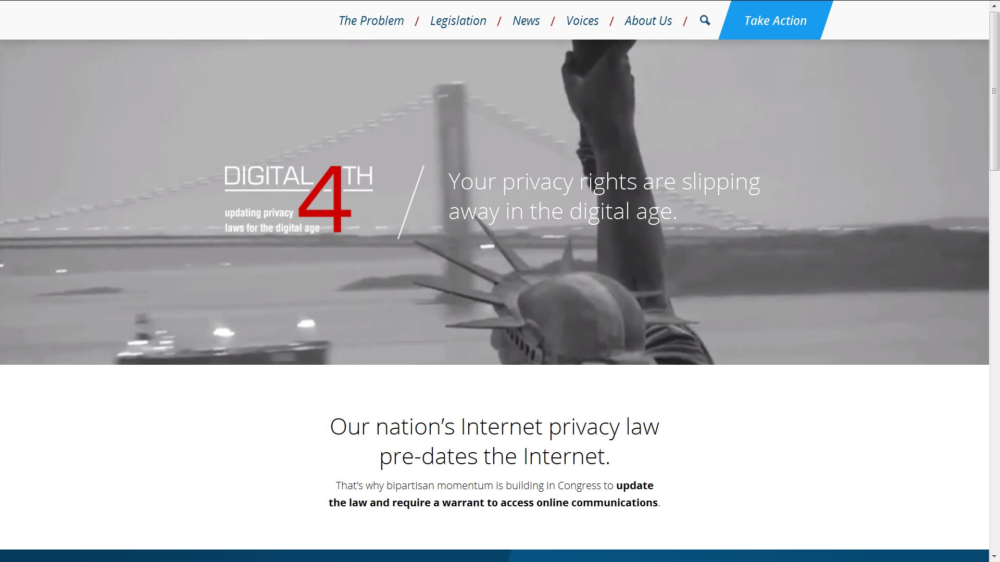 The Problem / Legislation / News / Voices / About Us / Take Action
DIGITAL 4TH
updating privacy
laws for the digital age
Your privacy rights are slipping
away in the digital age.
Our nation’s Internet privacy law
pre-dates the Internet.
That’s why bipartisan momentum is building in Congress to update
the law and require a warrant to access online communications.